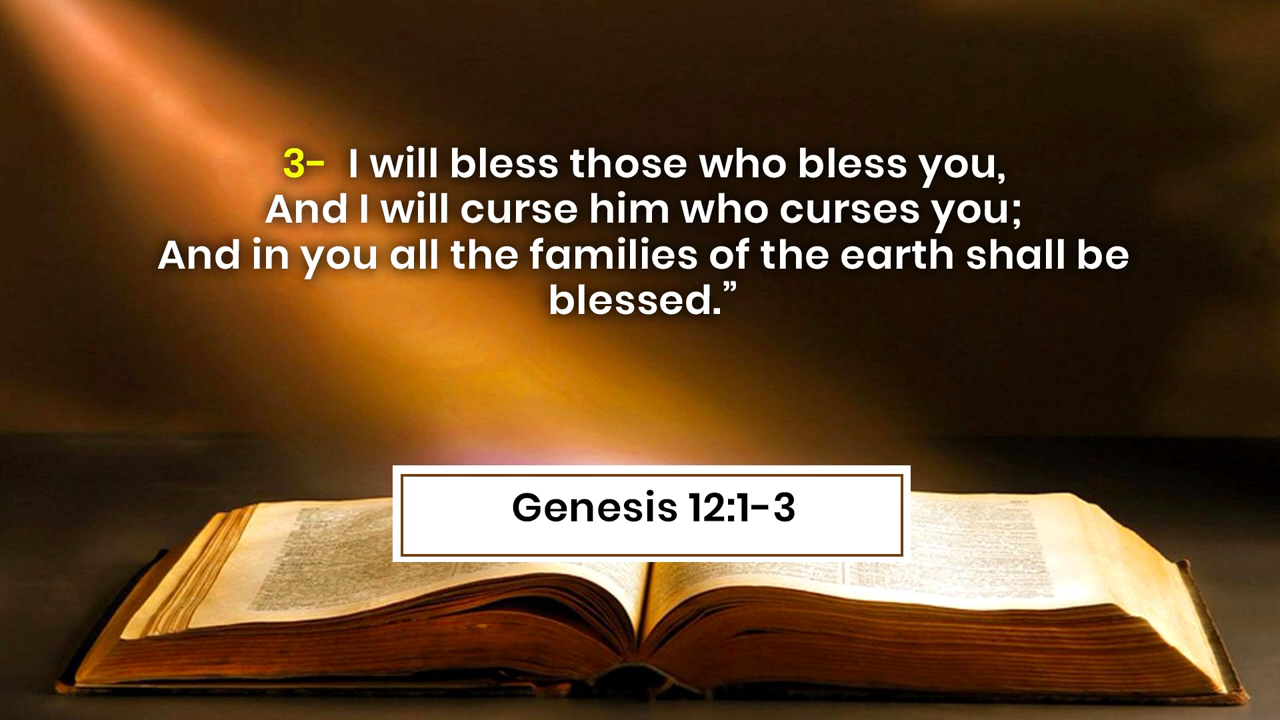 3- I will bless those who bless you,
And I will curse him who curses you;
And in you all the families of the earth shall be
blessed.”
Genesis 12:1-3